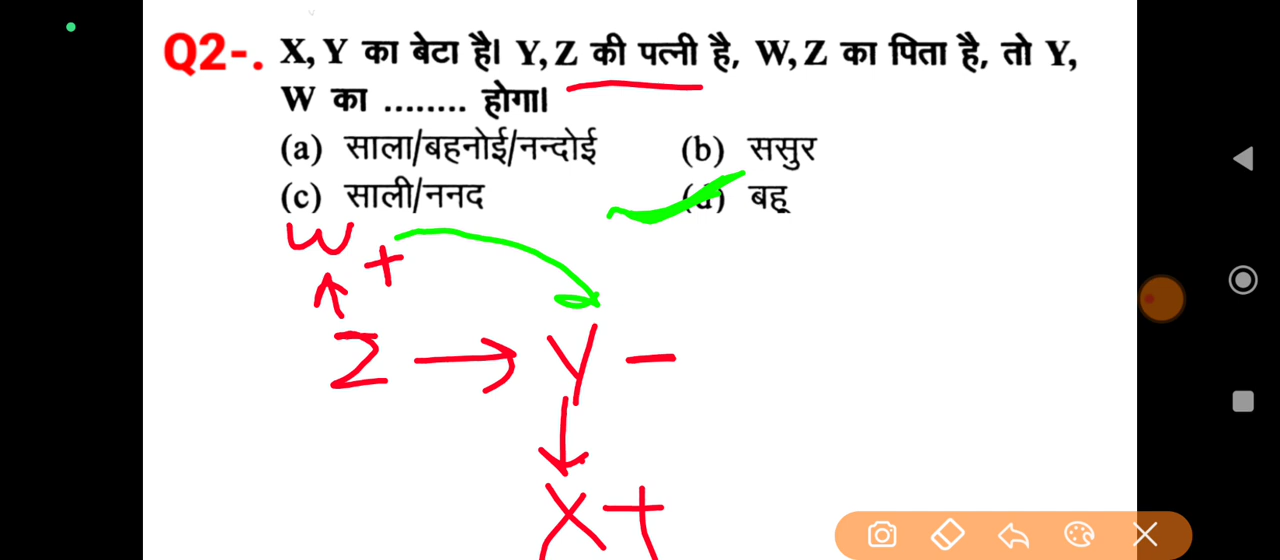 Q2-. X, Y का बेटा है। Y, Z की पत्नी है, W, Z का पिता है, तो Y,
W का ........ होगा।
(a) साला/बहनोई/नन्दोई (b) ससुर
(c) साली/ननद (d) बहू
W +
Z → Y −
X +